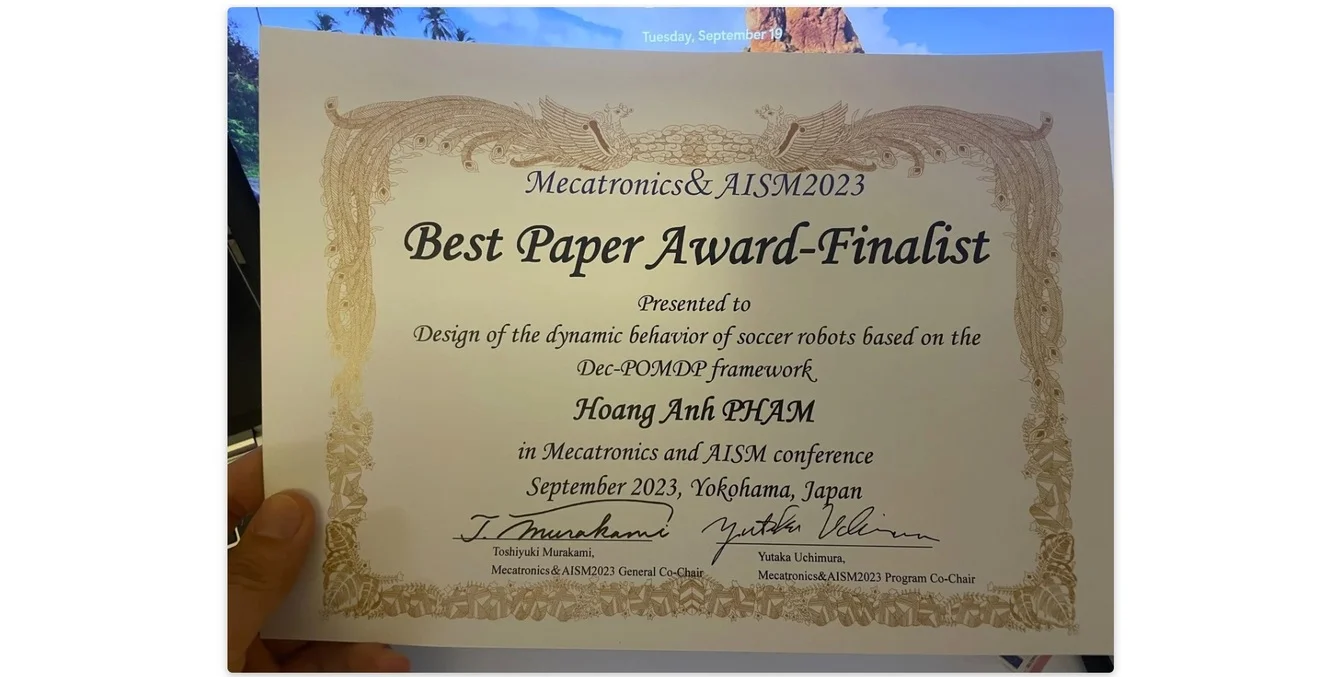 Tuesday, September 19
Mecatronics& AISM2023
Best Paper Award-Finalist
Presented to
Design of the dynamic behavior of soccer robots based on the
Dec-POMDP framework
Hoang Anh PHAM
in Mecatronics and AISM conference
September 2023, Yokohama, Japan
T. Murakami Yutaka Uchimura
Toshiyuki Murakami, Yutaka Uchimura,
Mecatronics&AISM2023 General Co-Chair Mecatronics&AISM2023 Program Co-Chair